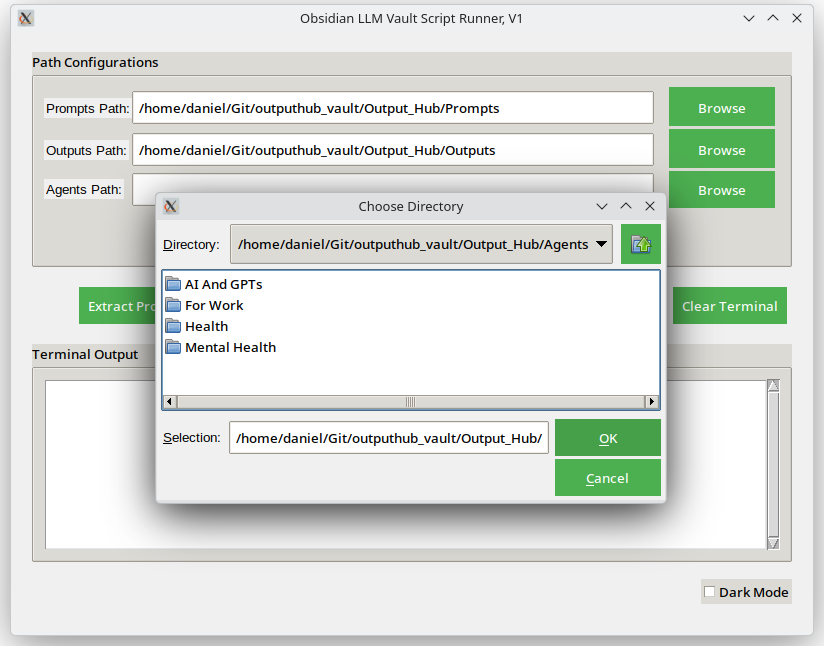 Obsidian LLM Vault Script Runner, V1
Path Configurations
Prompts Path: /home/daniel/Git/outputhub_vault/Output_Hub/Prompts Browse
Outputs Path: /home/daniel/Git/outputhub_vault/Output_Hub/Outputs Browse
Agents Path: Browse
Choose Directory
Directory: /home/daniel/Git/outputhub_vault/Output_Hub/Agents
AI And GPTs
For Work
Health
Mental Health
Selection: /home/daniel/Git/outputhub_vault/Output_Hub/ OK
Cancel
Extract Clear Terminal
Terminal Output
Dark Mode